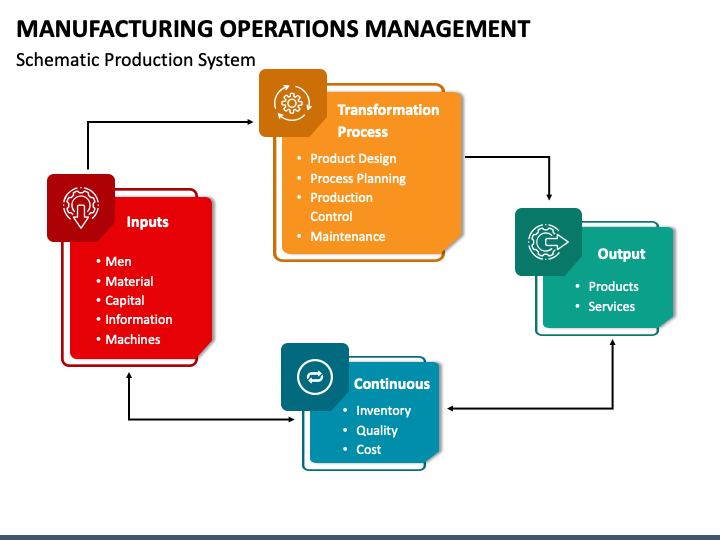 MANUFACTURING OPERATIONS MANAGEMENT
Schematic Production System
Transformation
Process
• Product Design
• Process Planning
• Production
Control
• Maintenance
Inputs
• Men
• Material
• Capital
• Information
• Machines
Output
• Products
• Services
Continuous
• Inventory
• Quality
• Cost